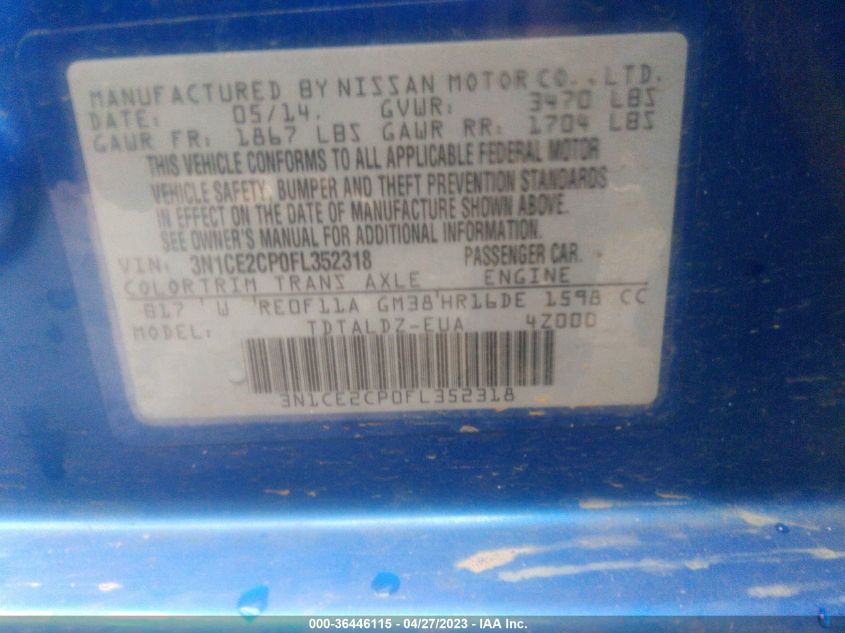 MANUFACTURED BY NISSAN MOTOR CO., LTD.
DATE: 05/14. GVWR: 3470 LBS
GAWR FR: 1867 LBS GAWR RR: 1704 LBS
THIS VEHICLE CONFORMS TO ALL APPLICABLE FEDERAL MOTOR
VEHICLE SAFETY, BUMPER AND THEFT PREVENTION STANDARDS
IN EFFECT ON THE DATE OF MANUFACTURE SHOWN ABOVE.
SEE OWNER'S MANUAL FOR ADDITIONAL INFORMATION.
VIN: 3N1CE2CP0FL352318 PASSENGER CAR.
COLOR TRIM TRANS AXLE ENGINE
B17 'W 'RE0F11A GM38'HR16DE 1598 CC
MODEL: TDTALDZ-EUA 4Z000
3N1CE2CP0FL352318
000-36446115 - 04/27/2023 - IAA Inc.